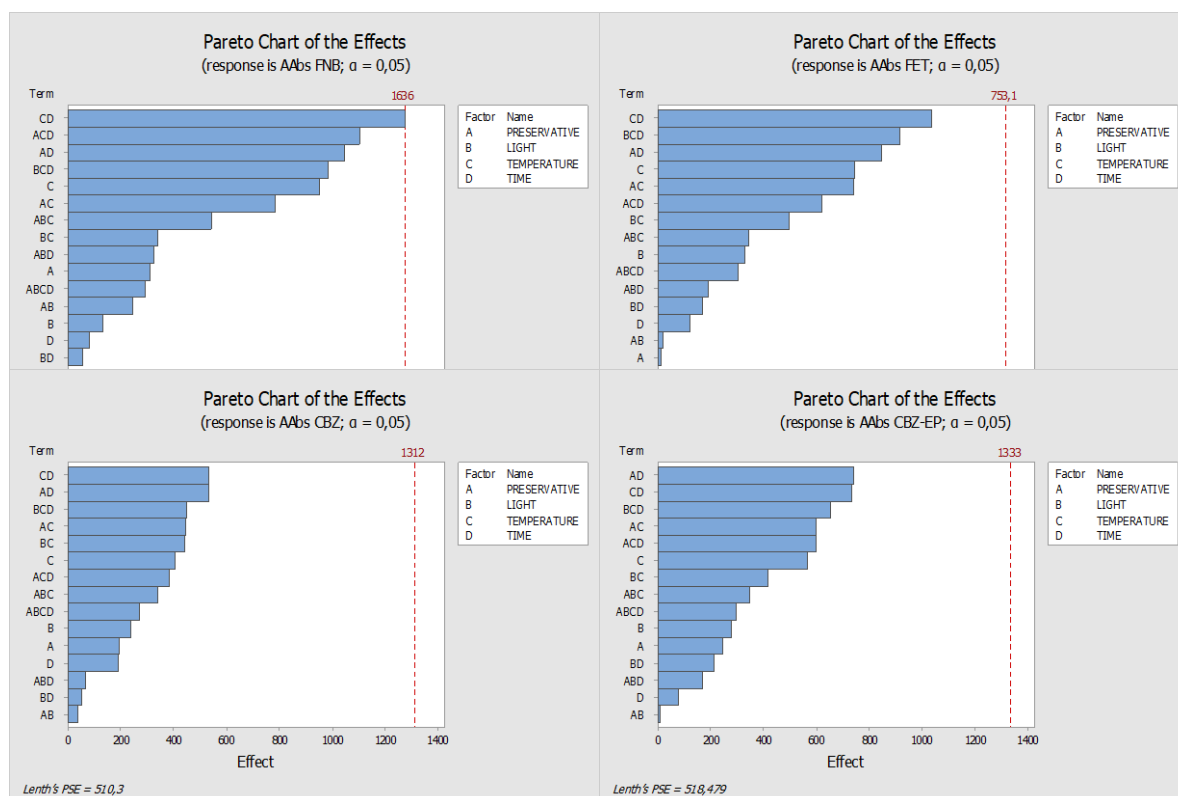 Pareto Chart of the Effects
(response is AAbs FNB; α = 0,05)
Term
1636
CD
ACD
AD
BCD
C
AC
ABC
BC
ABD
A
ABCD
AB
B
D
BD
Factor Name
A PRESERVATIVE
B LIGHT
C TEMPERATURE
D TIME
Pareto Chart of the Effects
(response is AAbs FET; α = 0,05)
Term
753,1
CD
BCD
AD
C
AC
ACD
BC
ABC
B
ABCD
ABD
BD
D
AB
A
Factor Name
A PRESERVATIVE
B LIGHT
C TEMPERATURE
D TIME
Pareto Chart of the Effects
(response is AAbs CBZ; α = 0,05)
Term
1312
CD
AD
BCD
AC
BC
C
ACD
ABC
ABCD
B
A
D
ABD
BD
AB
0 200 400 600 800 1000 1200 1400
Effect
Lenth's PSE = 510,3
Factor Name
A PRESERVATIVE
B LIGHT
C TEMPERATURE
D TIME
Pareto Chart of the Effects
(response is AAbs CBZ-EP; α = 0,05)
Term
1333
AD
CD
BCD
AC
ACD
C
BC
ABC
ABCD
B
A
BD
ABD
D
AB
0 200 400 600 800 1000 1200 1400
Effect
Lenth's PSE = 518,479
Factor Name
A PRESERVATIVE
B LIGHT
C TEMPERATURE
D TIME